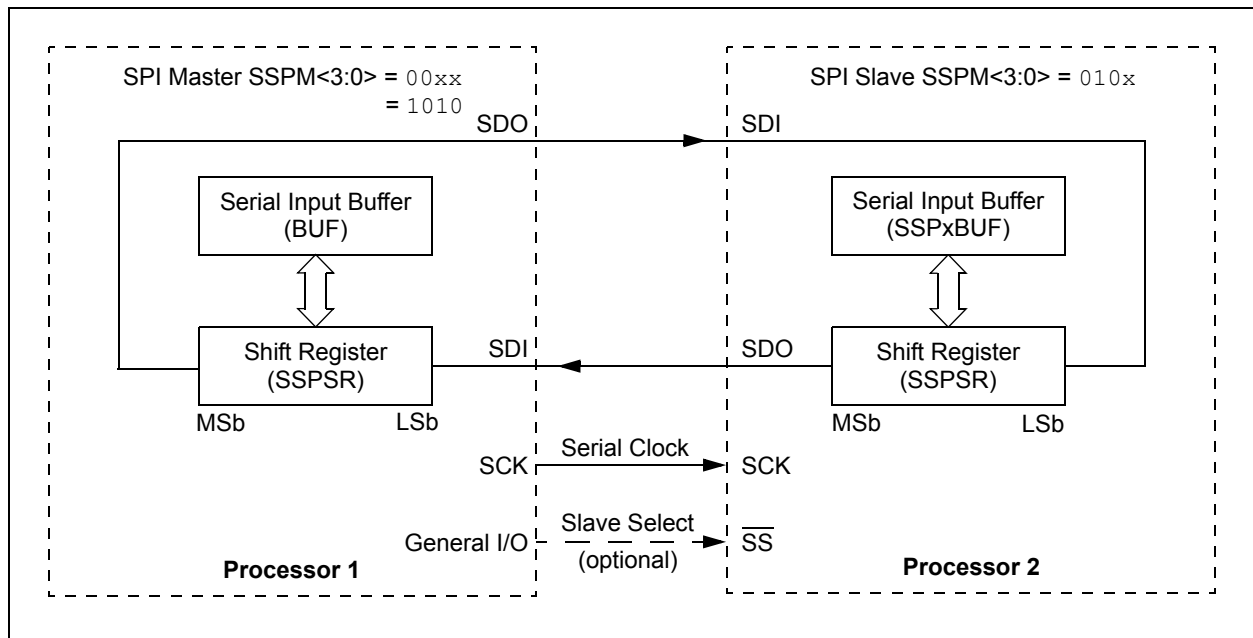 SPI Master SSPM<3:0> = 00xx
= 1010
SPI Slave SSPM<3:0> = 010x
SDO
SDI
Serial Input Buffer
(BUF)
Serial Input Buffer
(SSPxBUF)
Shift Register
(SSPSR)
MSb
LSb
SDI
SDO
Shift Register
(SSPSR)
MSb
LSb
SCK
Serial Clock
SCK
General I/O
Slave Select
(optional)
SS
Processor 1
Processor 2